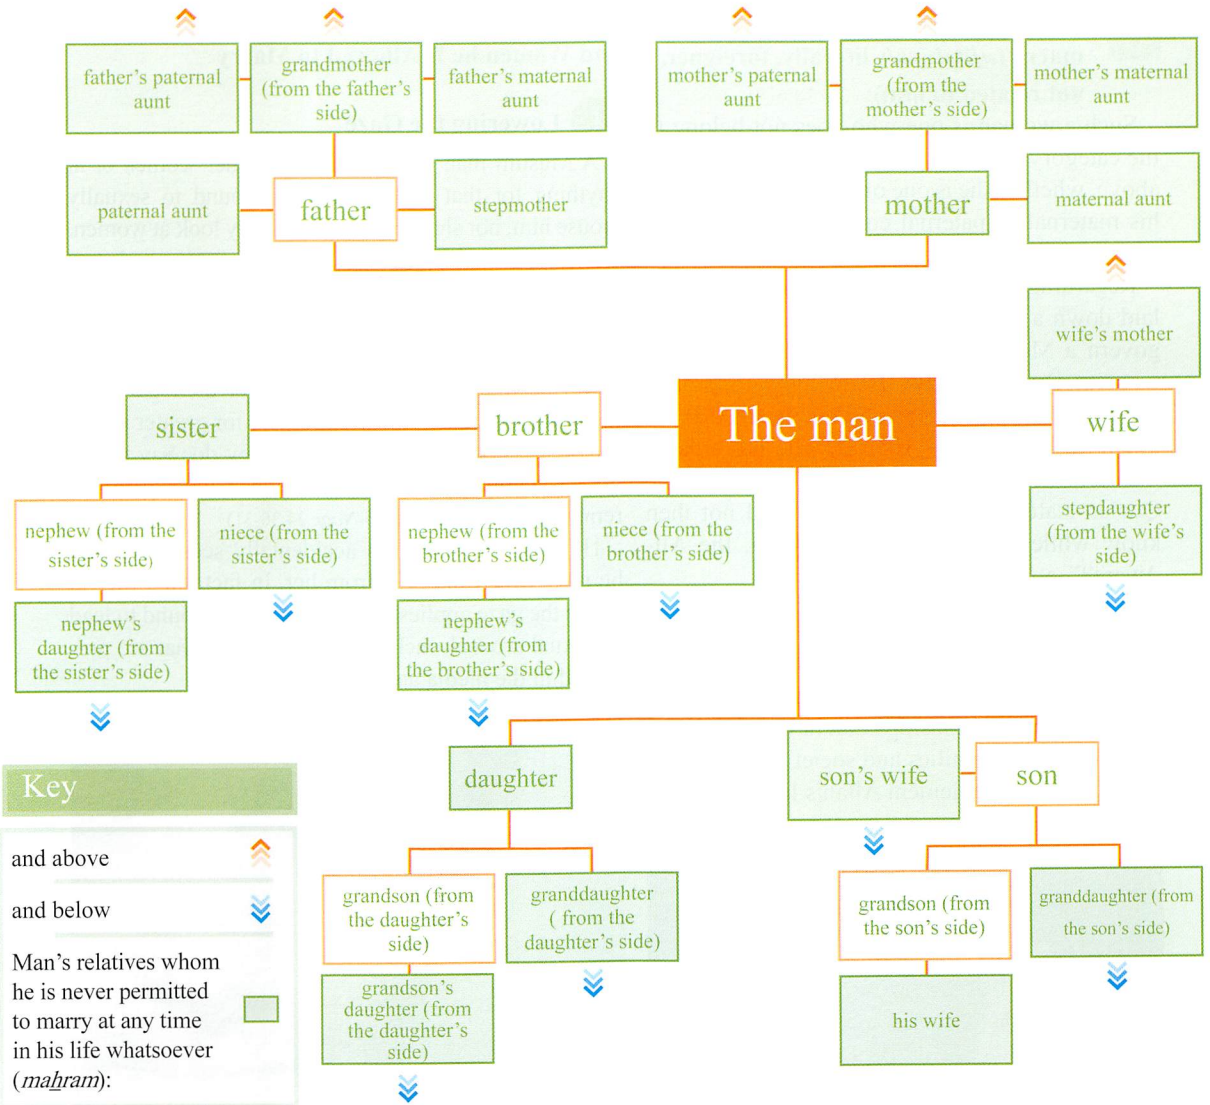 father's paternal
aunt
grandmother
(from the father's
side)
father's maternal
aunt
mother's paternal
aunt
grandmother
(from the
mother's side)
mother's maternal
aunt
paternal aunt
father
stepmother
mother
maternal aunt
wife's mother
sister
brother
The man
wife
nephew (from the
sister's side)
niece (from the
sister's side)
nephew (from the
brother's side)
niece (from the
brother's side)
stepdaughter
(from the wife's
side)
nephew's
daughter (from
the sister's side)
nephew's
daughter (from
the brother's side)
daughter
son's wife
son
grandson (from
the daughter's
side)
granddaughter
( from the
daughter's side)
grandson (from
the son's side)
granddaughter (from
the son's side)
grandson's
daughter (from
the daughter's
side)
his wife
Key
and above
and below
Man's relatives whom
he is never permitted
to marry at any time
in his life whatsoever
(mahram):